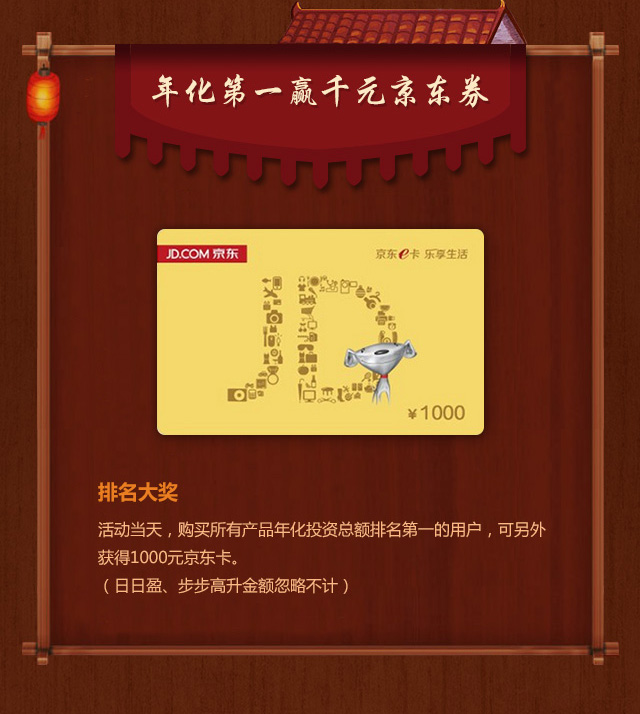 年化第一赢千元京东券
JD.COM 京东
京东e卡 乐享生活
¥1000
排名大奖
活动当天，购买所有产品年化投资总额排名第一的用户，可另外
获得1000元京东卡。
（日日盈、步步高升金额忽略不计）